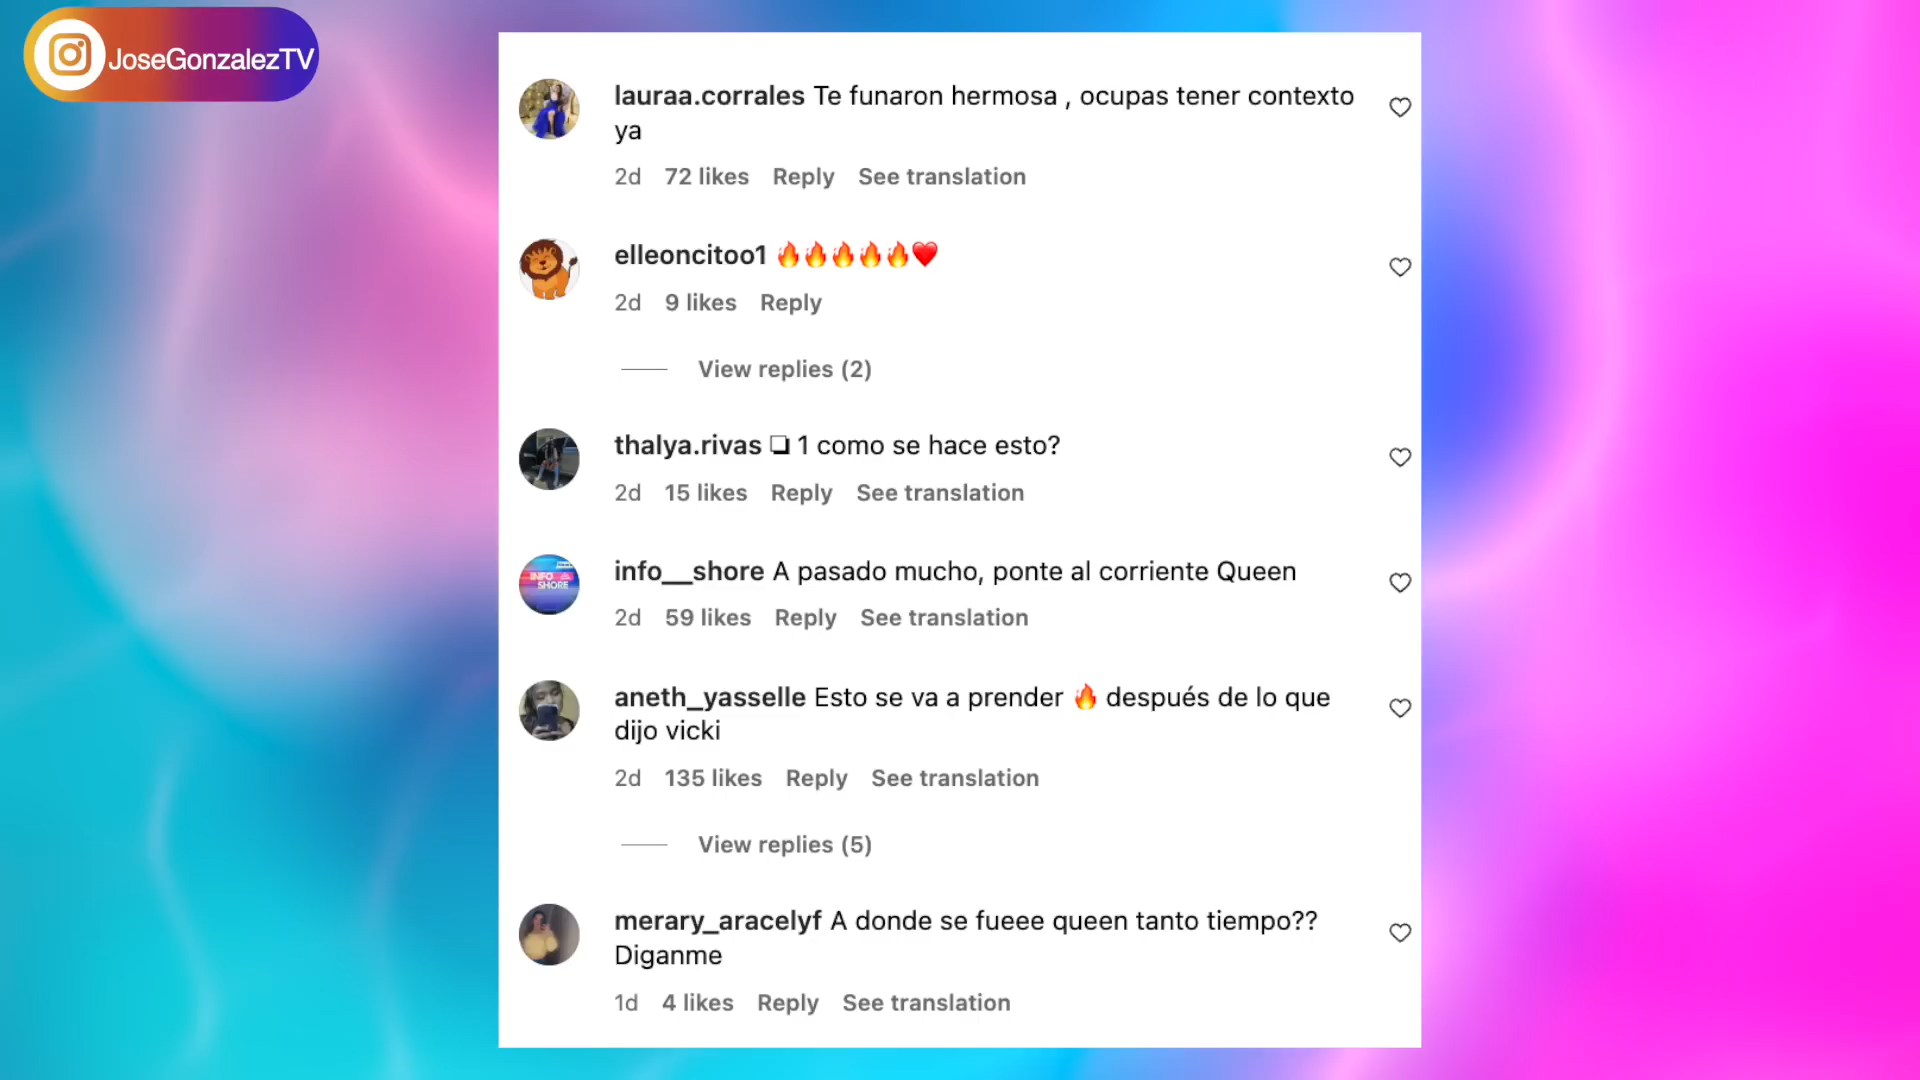 JoseGonzalezTV
lauraa.corrales Te funaron hermosa , ocupas tener contexto
ya
2d 72 likes Reply See translation
elleoncitoo1 🔥🔥🔥🔥🔥❤️
2d 9 likes Reply
View replies (2)
thalya.rivas ❏ 1 como se hace esto?
2d 15 likes Reply See translation
INFO
SHORE
info__shore A pasado mucho, ponte al corriente Queen
2d 59 likes Reply See translation
aneth_yasselle Esto se va a prender 🔥 después de lo que
dijo vicki
2d 135 likes Reply See translation
View replies (5)
merary_aracelyf A donde se fueee queen tanto tiempo??
Diganme
1d 4 likes Reply See translation